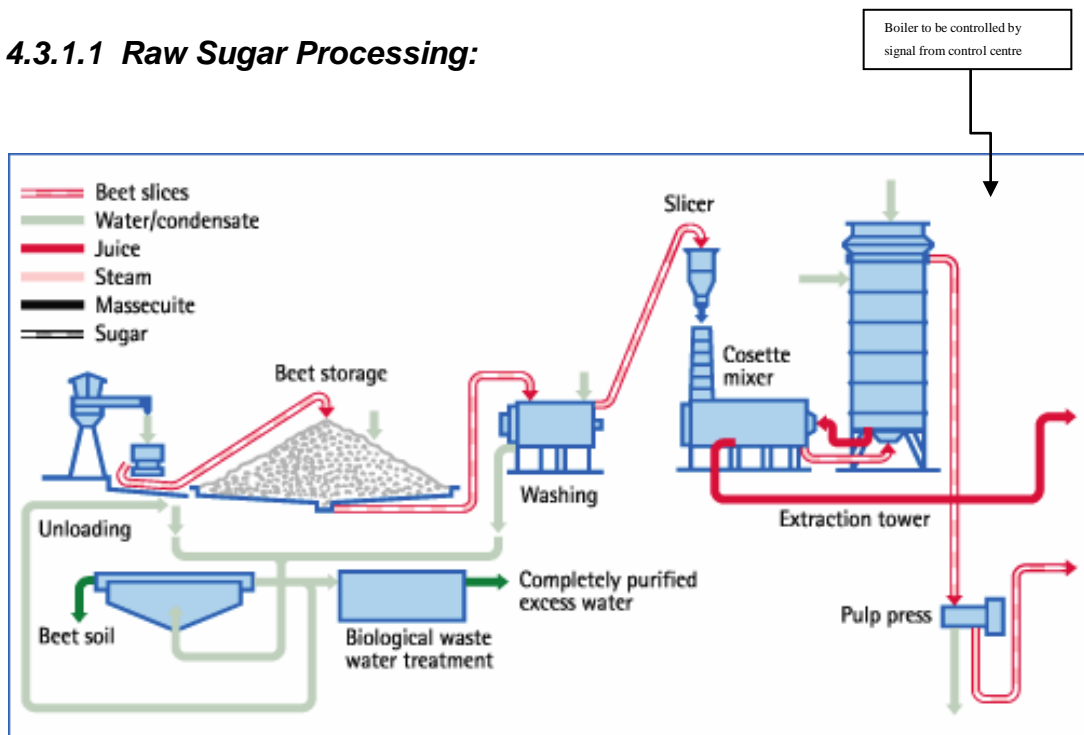 Boiler to be controlled by
signal from control centre
4.3.1.1 Raw Sugar Processing:
Beet slices
Water/condensate
Juice
Steam
Massecuite
Sugar
Slicer
Cosette
mixer
Beet storage
Washing
Extraction tower
Unloading
Completely purified
excess water
Pulp press
Beet soil
Biological waste
water treatment